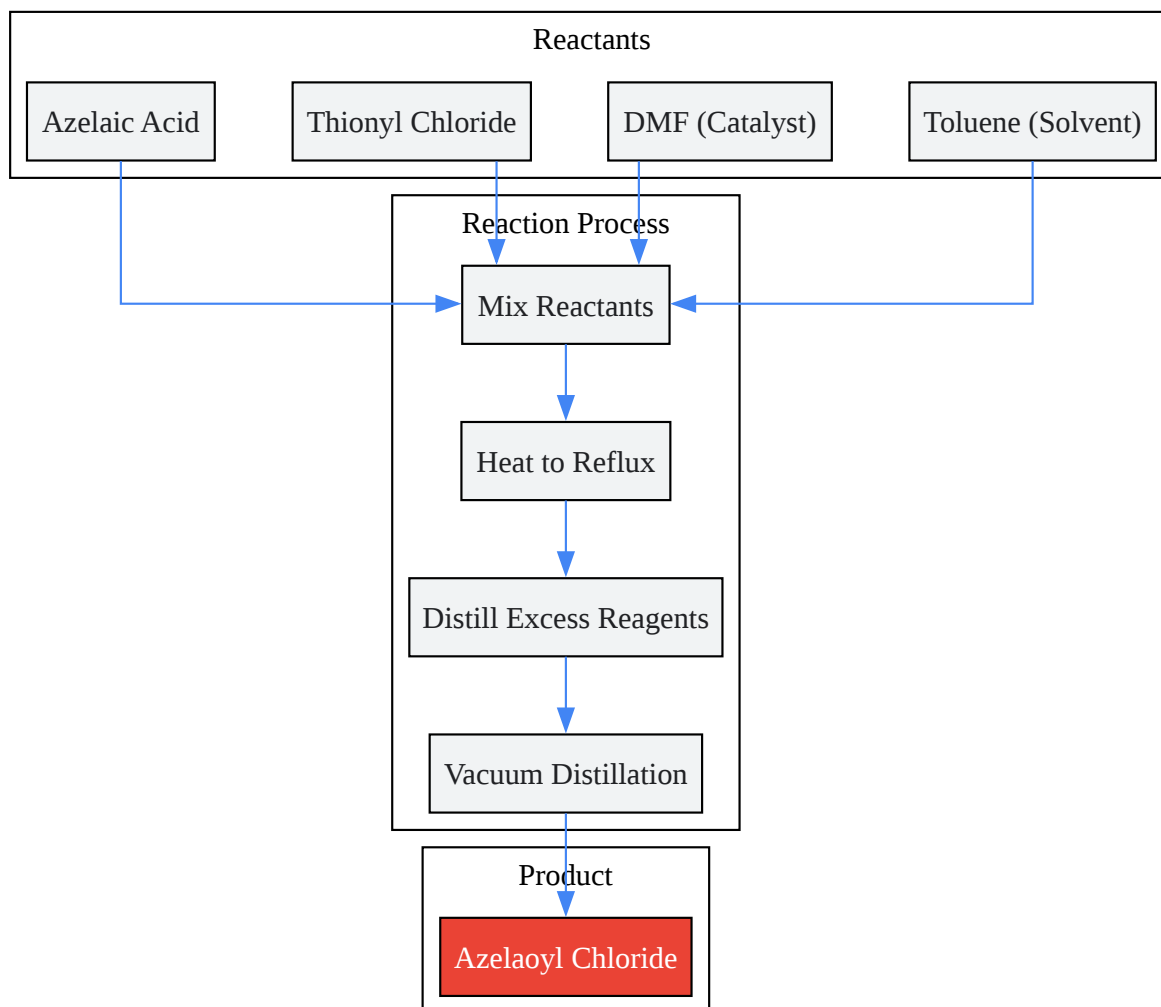 Reactants
Azelaic Acid
Thionyl Chloride
DMF (Catalyst)
Toluene (Solvent)
Reaction Process
Mix Reactants
Heat to Reflux
Distill Excess Reagents
Vacuum Distillation
Product
Azelaoyl Chloride